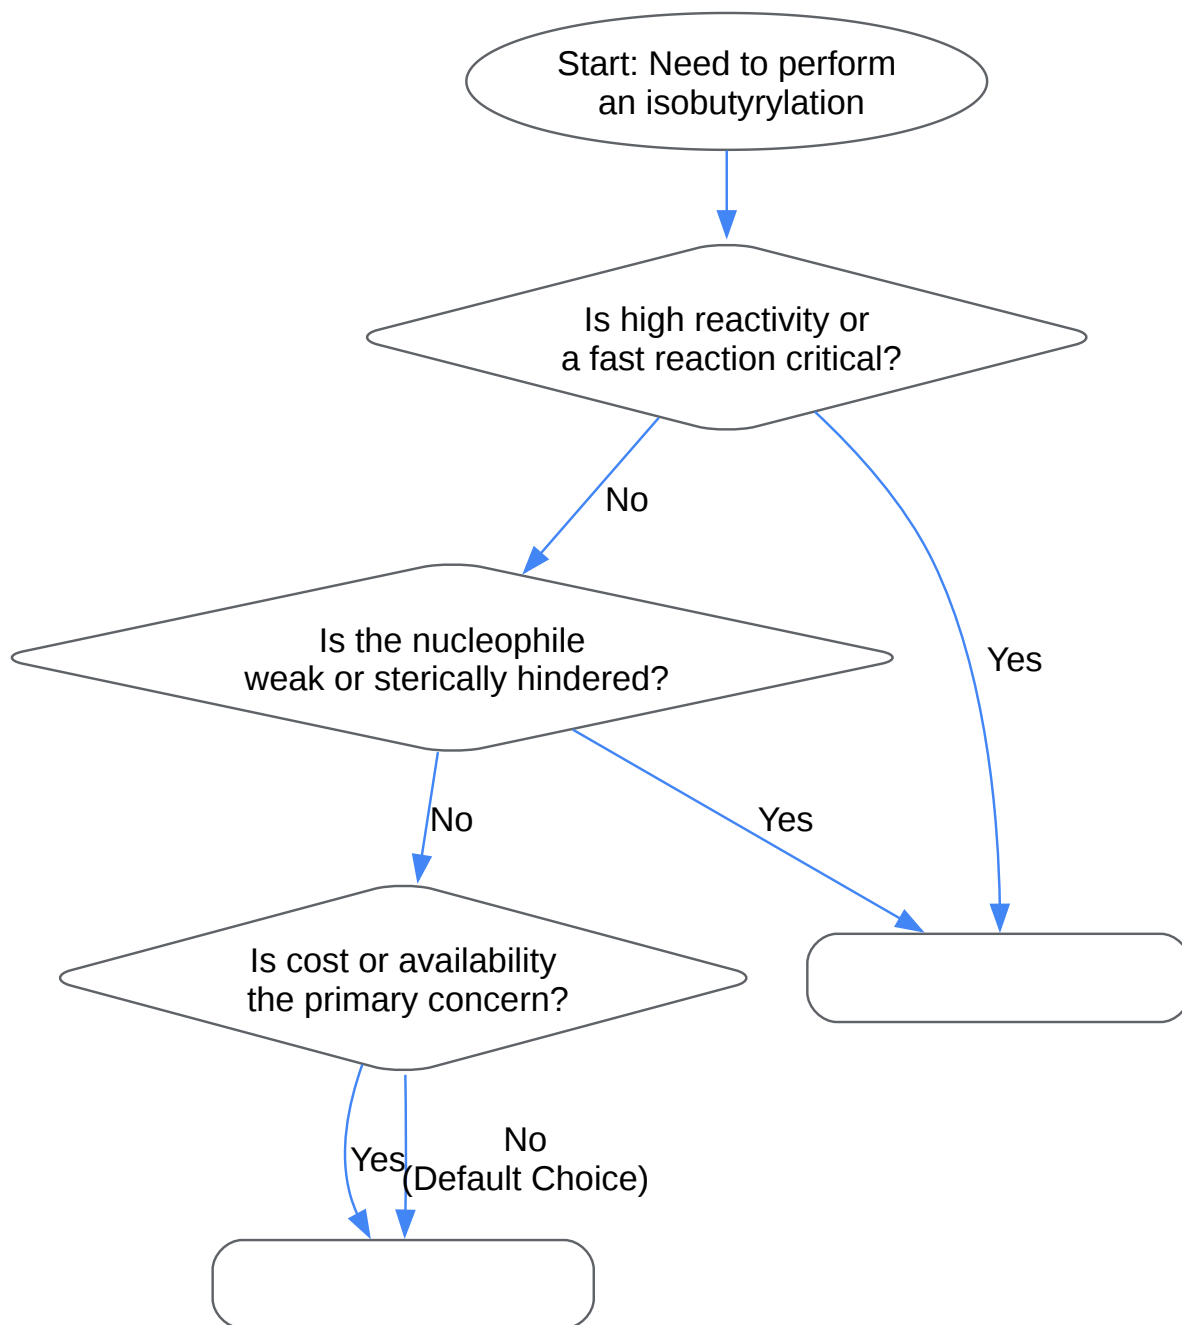 Start: Need to perform
an isobutyrylation
Is high reactivity or
a fast reaction critical?
No
Yes
Is the nucleophile
weak or sterically hindered?
No
Yes
Is cost or availability
the primary concern?
Yes
No
(Default Choice)